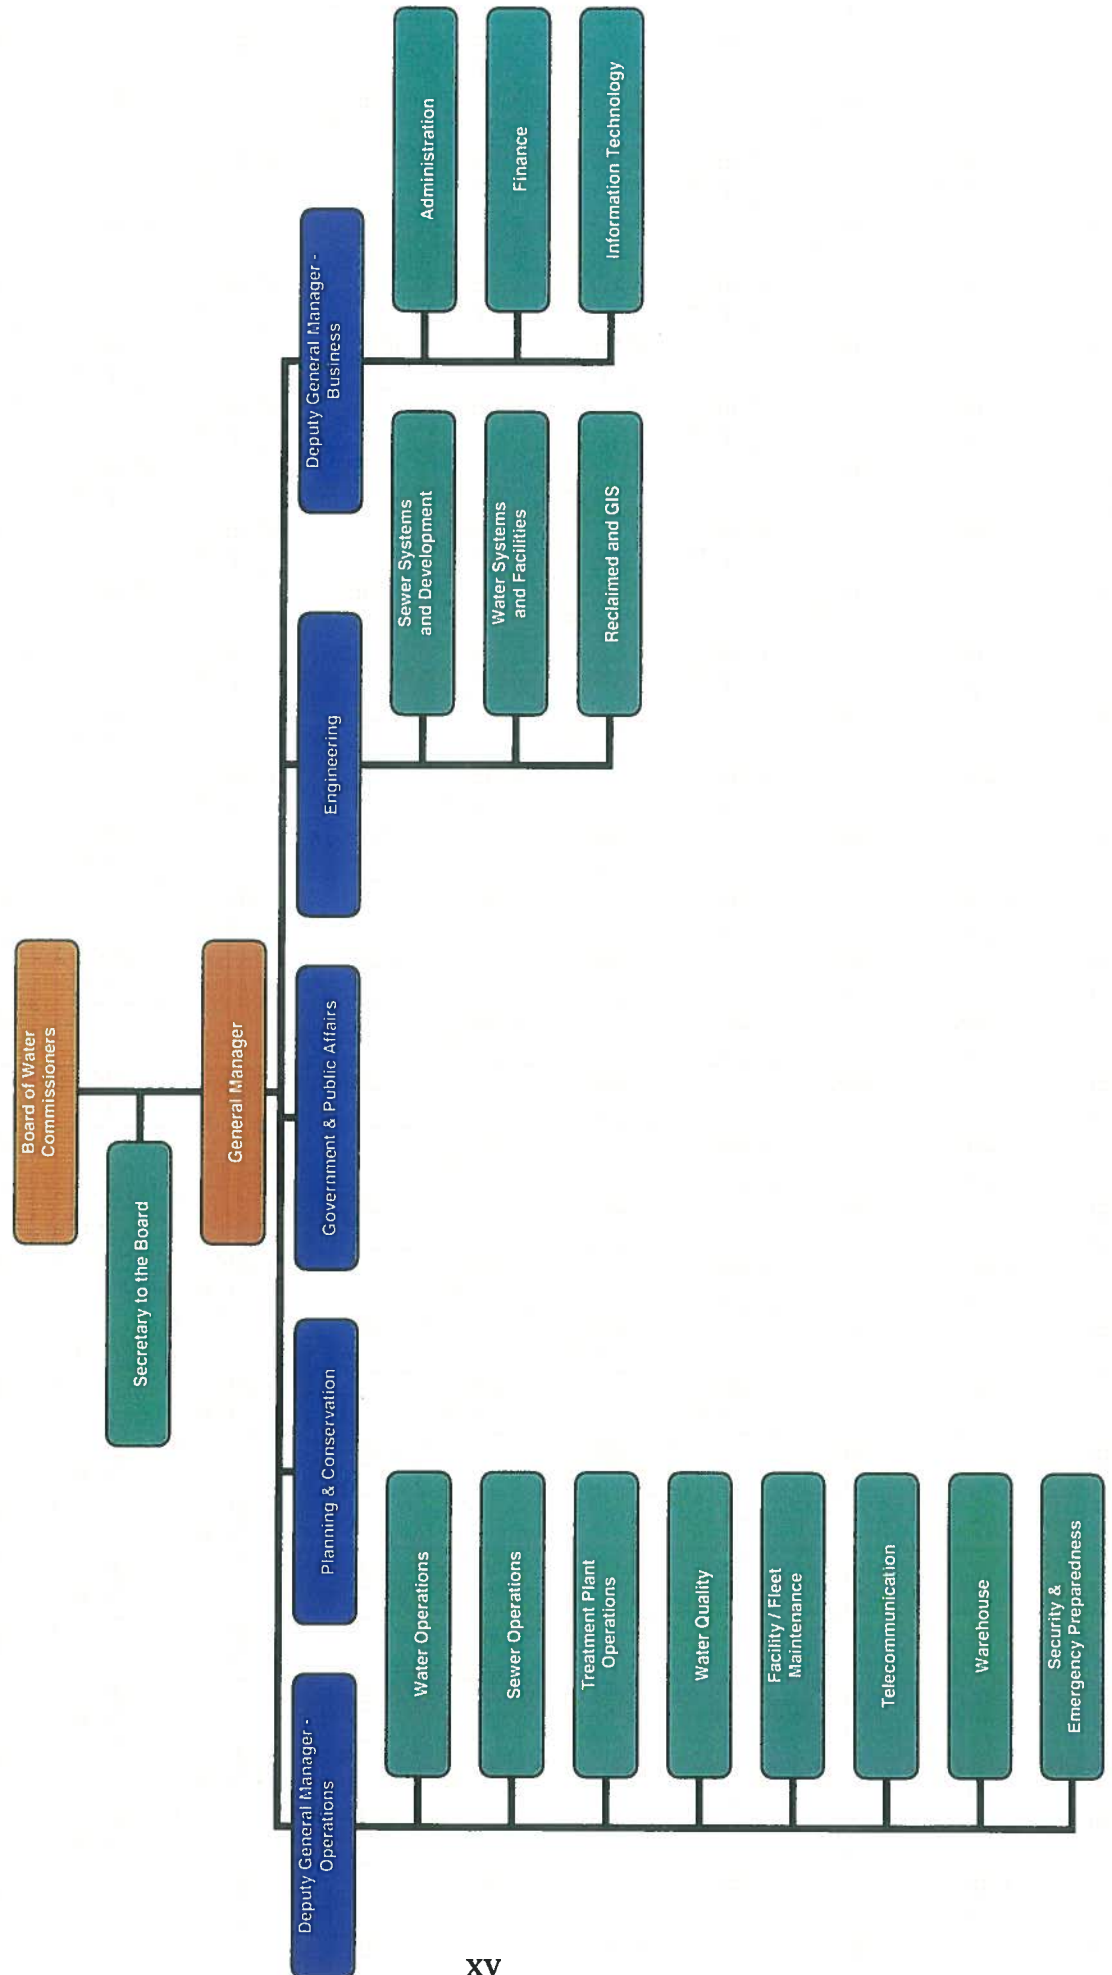 Board of Water
Commissioners
Secretary to the Board
General Manager
Deputy General Manager -
Operations
Planning & Conservation
Government & Public Affairs
Engineering
Deputy General Manager -
Business
Water Operations
Sewer Operations
Treatment Plant
Operations
Water Quality
Facility / Fleet
Maintenance
Telecommunication
Warehouse
Security &
Emergency Preparedness
Sewer Systems
and Development
Water Systems
and Facilities
Reclaimed and GIS
Administration
Finance
Information Technology
xv